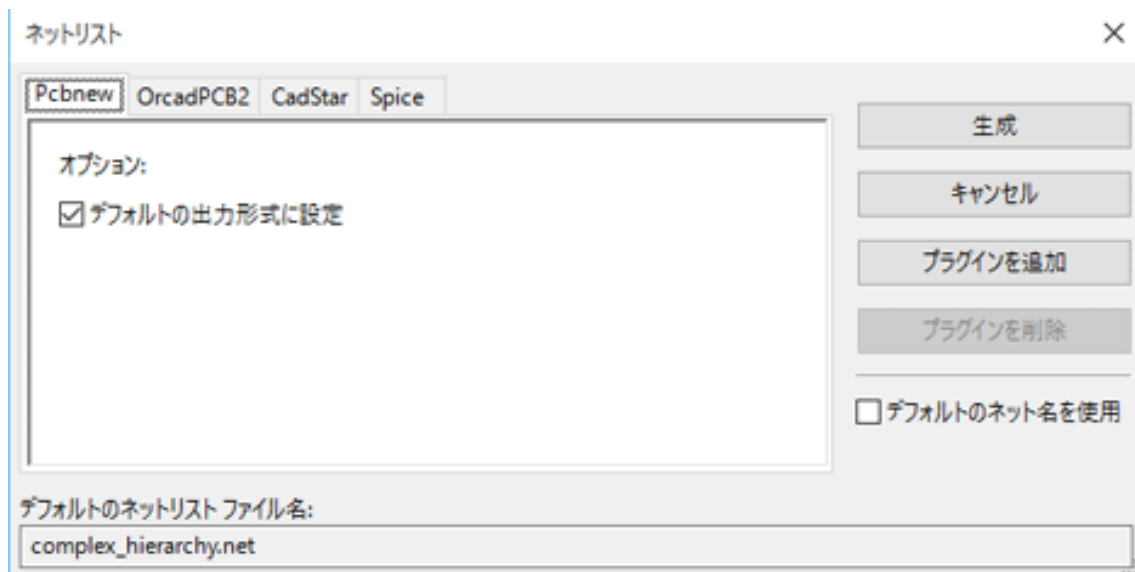 ネットリスト
Pcbnew OrcadPCB2 CadStar Spice
オプション:
デフォルトの出力形式に設定
生成
キャンセル
プラグインを追加
プラグインを削除
デフォルトのネット名を使用
デフォルトのネットリスト ファイル名:
complex_hierarchy.net